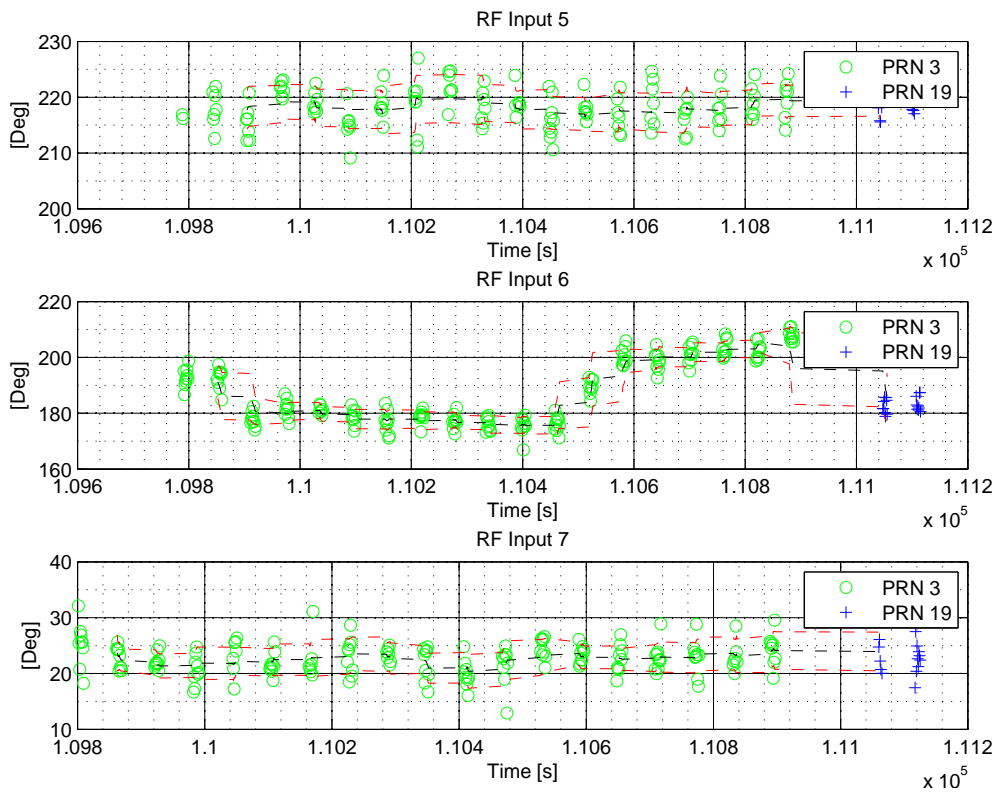 RF Input 5
230
220
210
200
[Deg]
PRN 3
PRN 19
1.096 1.098 1.1 1.102 1.104 1.106 1.108 1.11 1.112
Time [s]
x 10^5
RF Input 6
220
200
180
160
[Deg]
PRN 3
PRN 19
1.096 1.098 1.1 1.102 1.104 1.106 1.108 1.11 1.112
Time [s]
x 10^5
RF Input 7
40
30
20
10
[Deg]
PRN 3
PRN 19
1.098 1.1 1.102 1.104 1.106 1.108 1.11 1.112
Time [s]
x 10^5